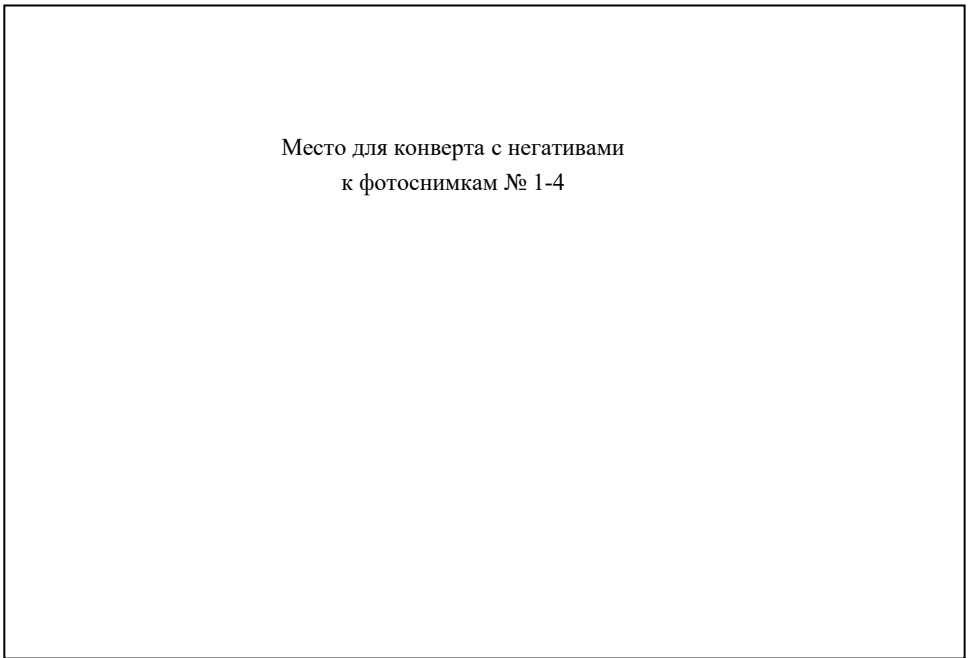 Место для конверта с негативами
к фотоснимкам № 1-4